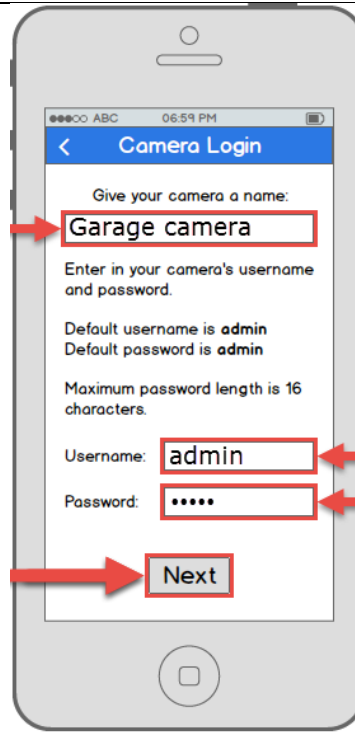 ABC 06:59 PM
< Camera Login
Give your camera a name:
Garage camera
Enter in your camera's username
and password.
Default username is admin
Default password is admin
Maximum password length is 16
characters.
Username: admin
Password: •••••
Next